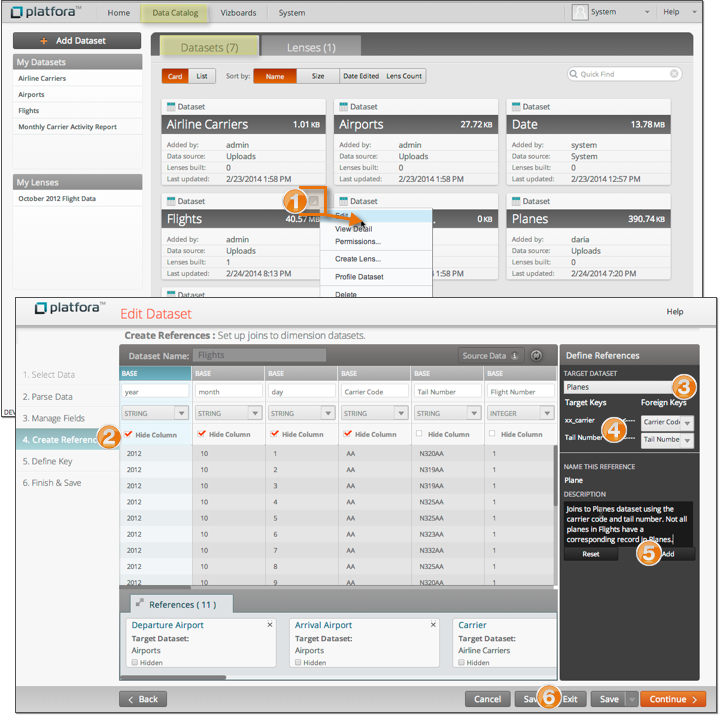 platfora™ Home Data Catalog Vizboards System System Help
+ Add Dataset
Datasets (7) Lenses (1)
My Datasets
Airline Carriers
Airports
Flights
Monthly Carrier Activity Report
My Lenses
October 2012 Flight Data
Card List Sort by: Name Size Date Edited Lens Count Quick Find
Dataset
Airline Carriers 1.01 KB
Added by: admin
Data source: Uploads
Lenses built: 0
Last updated: 2/23/2014 1:58 PM
Dataset
Airports 27.72 KB
Added by: admin
Data source: Uploads
Lenses built: 0
Last updated: 2/23/2014 1:58 PM
Dataset
Date 13.78 MB
Added by: system
Data source: System
Lenses built: 0
Last updated: 2/23/2014 12:57 PM
Dataset
Flights 40.57 MB
Added by: admin
Data source: Uploads
Lenses built: 1
Last updated: 2/24/2014 8:13 PM
1
Dataset
0 KB
1:58 PM
Edit
View Detail
Permissions...
Create Lens...
Profile Dataset
Delete
Dataset
Planes 390.74 KB
Added by: daria
Data source: Uploads
Lenses built: 0
Last updated: 2/24/2014 7:20 PM
Dataset
DEV
platfora™ Edit Dataset Help
Create References : Set up joins to dimension datasets.
1. Select Data
2. Parse Data
3. Manage Fields
4. Create Referenc
2
5. Define Key
6. Finish & Save
Dataset Name: Flights Source Data
BASE BASE BASE BASE BASE BASE
year month day Carrier Code Tail Number Flight Number
STRING STRING STRING STRING STRING INTEGER
Hide Column Hide Column Hide Column Hide Column Hide Column Hide Column
2012 10 1 AA N320AA 1
2012 10 2 AA N319AA 1
2012 10 3 AA N319AA 1
2012 10 4 AA N325AA 1
2012 10 5 AA N325AA 1
2012 10 6 AA N323AA 1
2012 10 7 AA N332AA 1
2012 10 8 AA N325AA 1
2012 10 9 AA N320AA 1
References ( 11 )
Departure Airport ×
Target Dataset:
Airports
Hidden
Arrival Airport ×
Target Dataset:
Airports
Hidden
Carrier
Target Dataset:
Airline Carriers
Hidden
Define References
TARGET DATASET
Planes
3
Target Keys Foreign Keys
xx_carrier Carrier Cod
4
Tail Number Tail Numbe
NAME THIS REFERENCE
Plane
DESCRIPTION
Joins to Planes dataset using the
carrier code and tail number. Not all
planes in Flights have a
corresponding record in Planes.
Reset 5 Add
< Back Cancel Sav 6 Exit Save Continue >